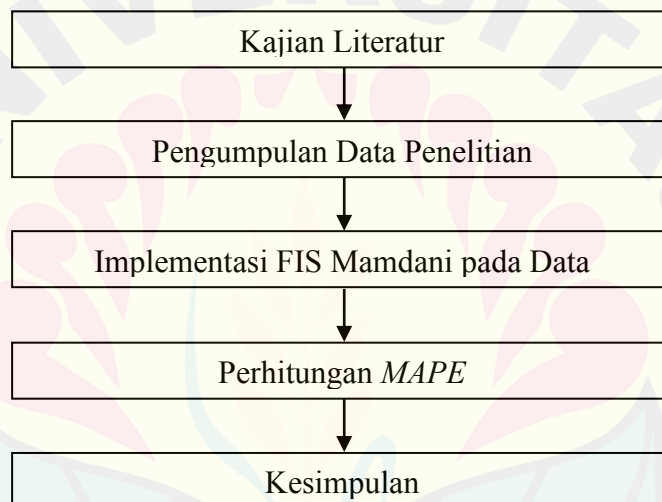 Kajian Literatur
Pengumpulan Data Penelitian
Implementasi FIS Mamdani pada Data
Perhitungan MAPE
Kesimpulan